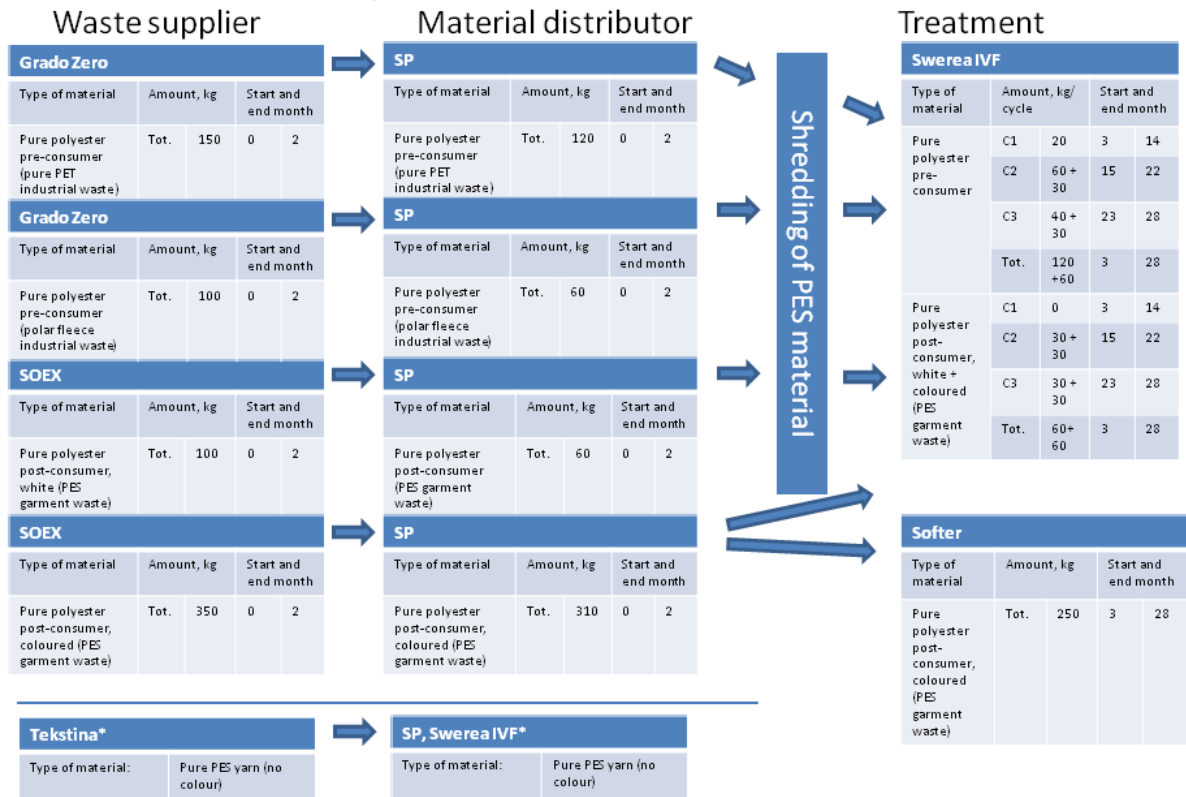 Waste supplier
Material distributor
Treatment
Grado Zero
Type of material
Amount, kg
Start and
end month
Pure polyester
pre-consumer
(pure PET
industrial waste)
Tot.
150
0
2
Grado Zero
Type of material
Amount, kg
Start and
end month
Pure polyester
pre-consumer
(polar fleece
industrial waste)
Tot.
100
0
2
SOEX
Type of material
Amount, kg
Start and
end month
Pure polyester
post-consumer,
white (PES
garment waste)
Tot.
100
0
2
SOEX
Type of material
Amount, kg
Start and
end month
Pure polyester
post-consumer,
coloured (PES
garment waste)
Tot.
350
0
2
SP
Type of material
Amount, kg
Start and
end month
Pure polyester
pre-consumer
(pure PET
industrial waste)
Tot.
120
0
2
SP
Type of material
Amount, kg
Start and
end month
Pure polyester
pre-consumer
(polar fleece
industrial waste)
Tot.
60
0
2
SP
Type of material
Amount, kg
Start and
end month
Pure polyester
post-consumer
(PES garment
waste)
Tot.
60
0
2
SP
Type of material
Amount, kg
Start and
end month
Pure polyester
post-consumer,
coloured (PES
garment waste)
Tot.
310
0
2
Shredding of PES material
Swerea IVF
Type of
material
Amount, kg/
cycle
Start and
end month
Pure
polyester
pre-
consumer
C1
20
3
14
C2
60 +
30
15
22
C3
40 +
30
23
28
Tot.
120
+60
3
28
Pure
polyester
post-
consumer,
white +
coloured
(PES
garment
waste)
C1
0
3
14
C2
30 +
30
15
22
C3
30 +
30
23
28
Tot.
60+
60
3
28
Softer
Type of
material
Amount, kg
Start and
end month
Pure
polyester
post-
consumer,
coloured
(PES
garment
waste)
Tot.
250
3
28
Tekstina*
Type of material:
Pure PES yarn (no
colour)
SP, Swerea IVF*
Type of material:
Pure PES yarn (no
colour)